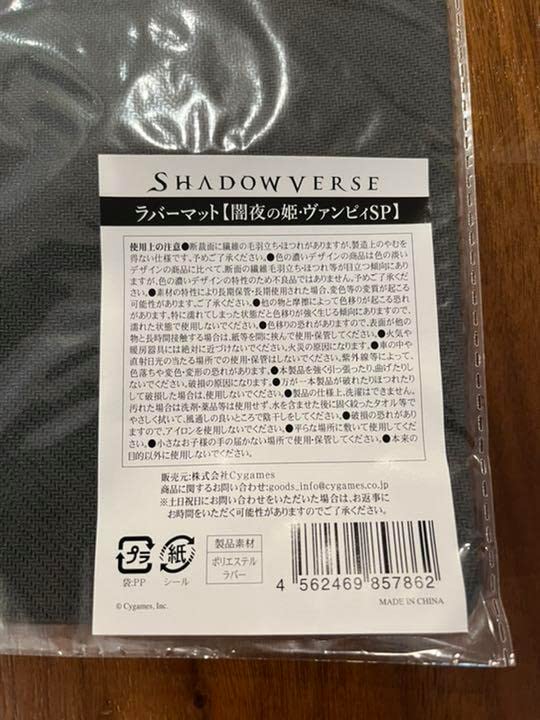 SHADOWVERSE
ラバーマット【闇夜の姫・ヴァンピィSP】
使用上の注意●断裁面に繊維の毛羽立ち・ほつれがありますが、製造上のやむを
得ない仕様です。予めご了承ください。●色の濃いデザインの商品は色の淡い
デザインの商品に比べて、断面の繊維毛羽立ち・ほつれ等が目立つ傾向にありま
すが、色の濃いデザインの特性のため不良品ではありません。予めご了承ください。
●素材の特性により長期保管・長期使用された場合、変色等の変質が起こる
可能性があります。ご了承ください。●他の物と摩擦によって色移りが起こる恐れ
があります。特に濡れてしまった状態だと色移りが強く生じる傾向にありますので、
濡れた状態で使用しないでください。●色移りの恐れがありますので、表面が他の
物と長時間接触する場合は、紙等を間に挟んで使用・保管してください。●火気や
暖房器具には絶対に近づけないでください。火災の原因になります。●車の中や
直射日光の当たる場所での使用・保管はしないでください。紫外線等によって、
色落ちや変色・変形の恐れがあります。●本製品を強く引っ張ったり、曲げたりし
ないでください。破損の原因になります。●万が一本製品が破れたりほつれたり
して破損した場合は、使用しないでください。●製品の仕様上、洗濯はできません。
汚れた場合は洗剤・薬品等は使用せず、水を含ませた後に固く絞ったタオル等で
やさしく拭いて、風通しの良いところで陰干しをしてください。●破損の恐れがあり
ますので、アイロンを使用しないでください。●平らな場所に敷いて使用してく
ださい。●小さなお子様の手の届かない場所で使用・保管してください。●本来の
目的以外に使用しないでください。
販売元:株式会社Cygames
商品に関するお問い合わせ:goods_info@cygames.co.jp
※土日祝日にお問い合わせをいただいた場合は、お返事に
お時間をいただく可能性がありますのでご了承ください。
プラ
袋:PP
紙
シール
製品素材
ポリエステル
ラバー
4 562469 857862
© Cygames, Inc.
MADE IN CHINA